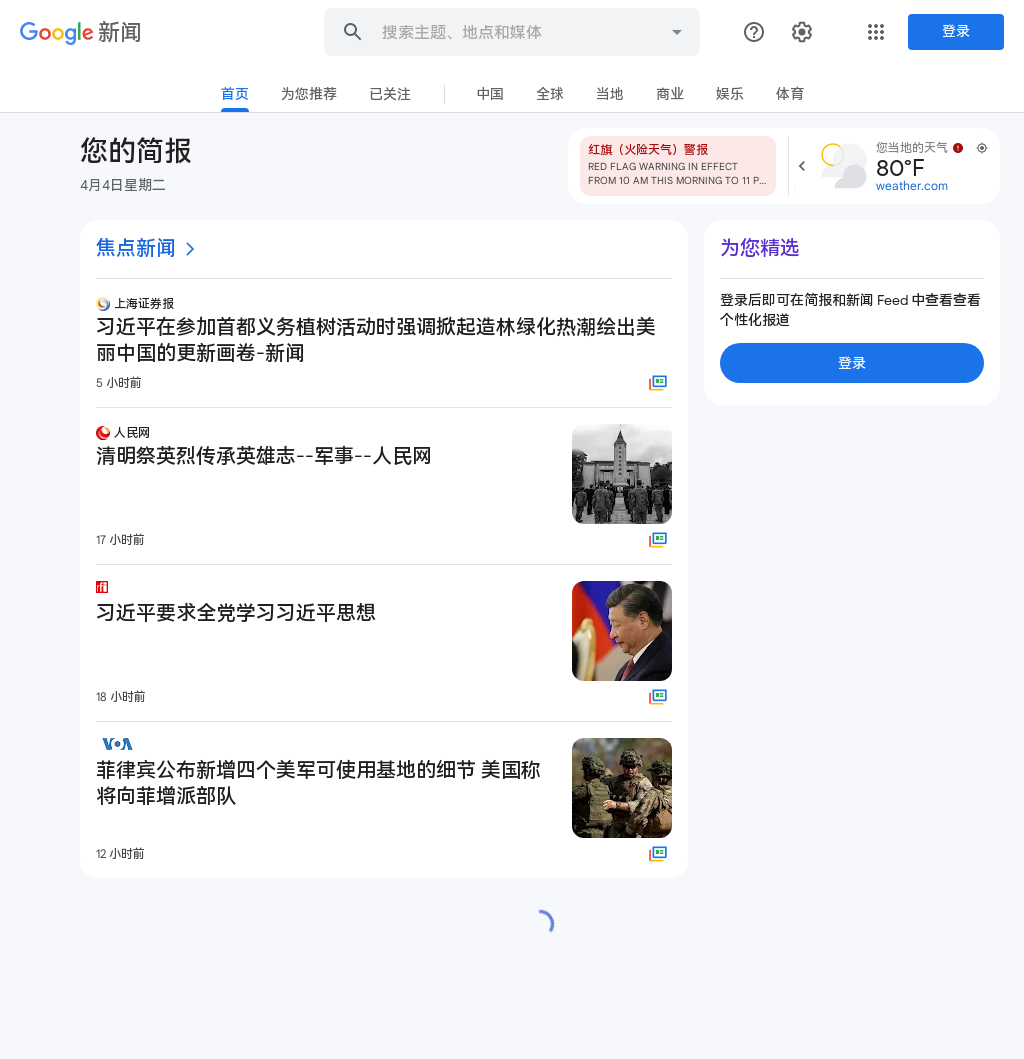 Google 新闻
搜索主题、地点和媒体
登录
首页
为您推荐
已关注
中国
全球
当地
商业
娱乐
体育
您的简报
4月4日星期二
红旗（火险天气）警报
RED FLAG WARNING IN EFFECT
FROM 10 AM THIS MORNING TO 11 P...
您当地的天气
80°F
weather.com
焦点新闻
上海证券报
习近平在参加首都义务植树活动时强调掀起造林绿化热潮绘出美
丽中国的更新画卷-新闻
5 小时前
人民网
清明祭英烈传承英雄志--军事--人民网
17 小时前
rfi
习近平要求全党学习习近平思想
18 小时前
VOA
菲律宾公布新增四个美军可使用基地的细节 美国称
将向菲增派部队
12 小时前
为您精选
登录后即可在简报和新闻 Feed 中查看查看
个性化报道
登录